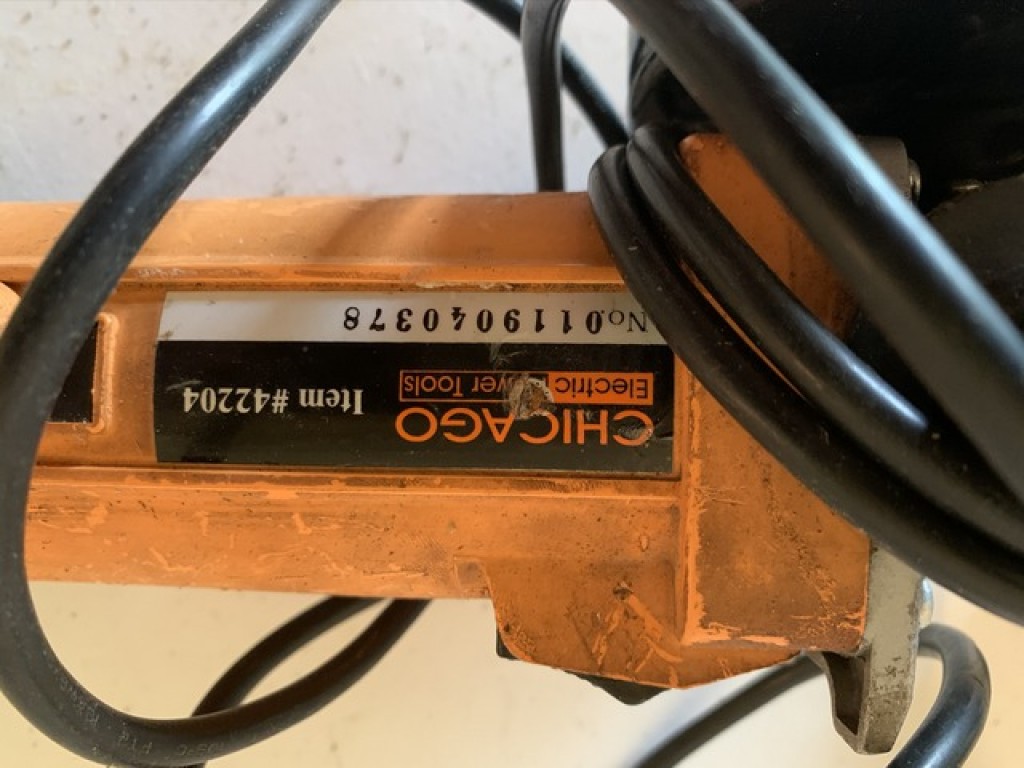 CHICAGO
Electric Power Tools
Item #42204
No.0119040378